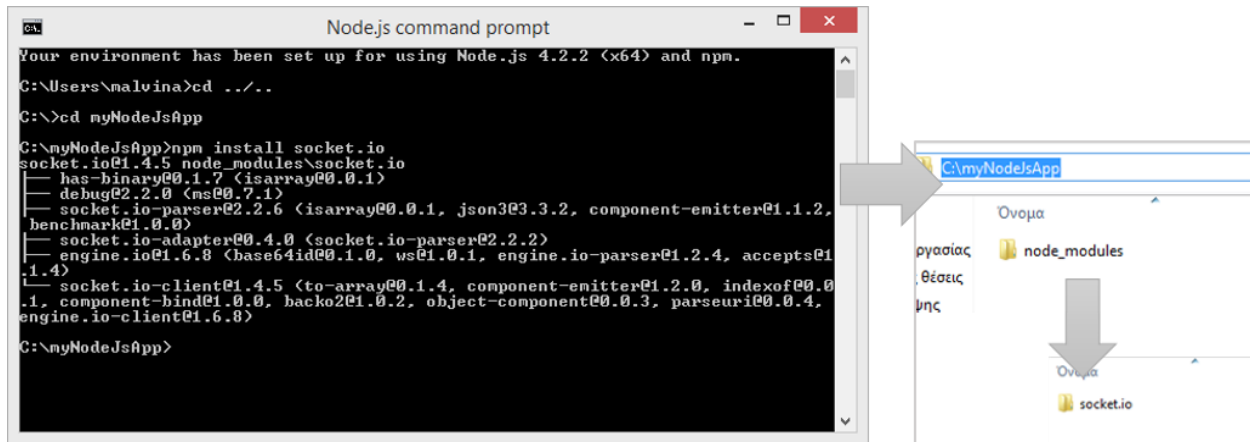 Node.js command prompt
Your environment has been set up for using Node.js 4.2.2 (x64) and npm.
C:\Users\malvina>cd ../..
C:\>cd myNodeJsApp
C:\myNodeJsApp>npm install socket.io
socket.io@1.4.5 node_modules\socket.io
├── has-binary@0.1.7 (isarray@0.0.1)
├── debug@2.2.0 (ms@0.7.1)
├── socket.io-parser@2.2.6 (isarray@0.0.1, json3@3.3.2, component-emitter@1.1.2,
benchmark@1.0.0)
├── socket.io-adapter@0.4.0 (socket.io-parser@2.2.2)
├── engine.io@1.6.8 (base64id@0.1.0, ws@1.0.1, engine.io-parser@1.2.4, accepts@1
.1.4)
└── socket.io-client@1.4.5 (to-array@0.1.4, component-emitter@1.2.0, indexof@0.0
.1, component-bind@1.0.0, backo2@1.0.2, object-component@0.0.3, parseuri@0.0.4,
engine.io-client@1.6.8)
C:\myNodeJsApp>
C:\myNodeJsApp
Όνομα
ργασίας
node_modules
θέσεις
ψης
Όνομα
socket.io